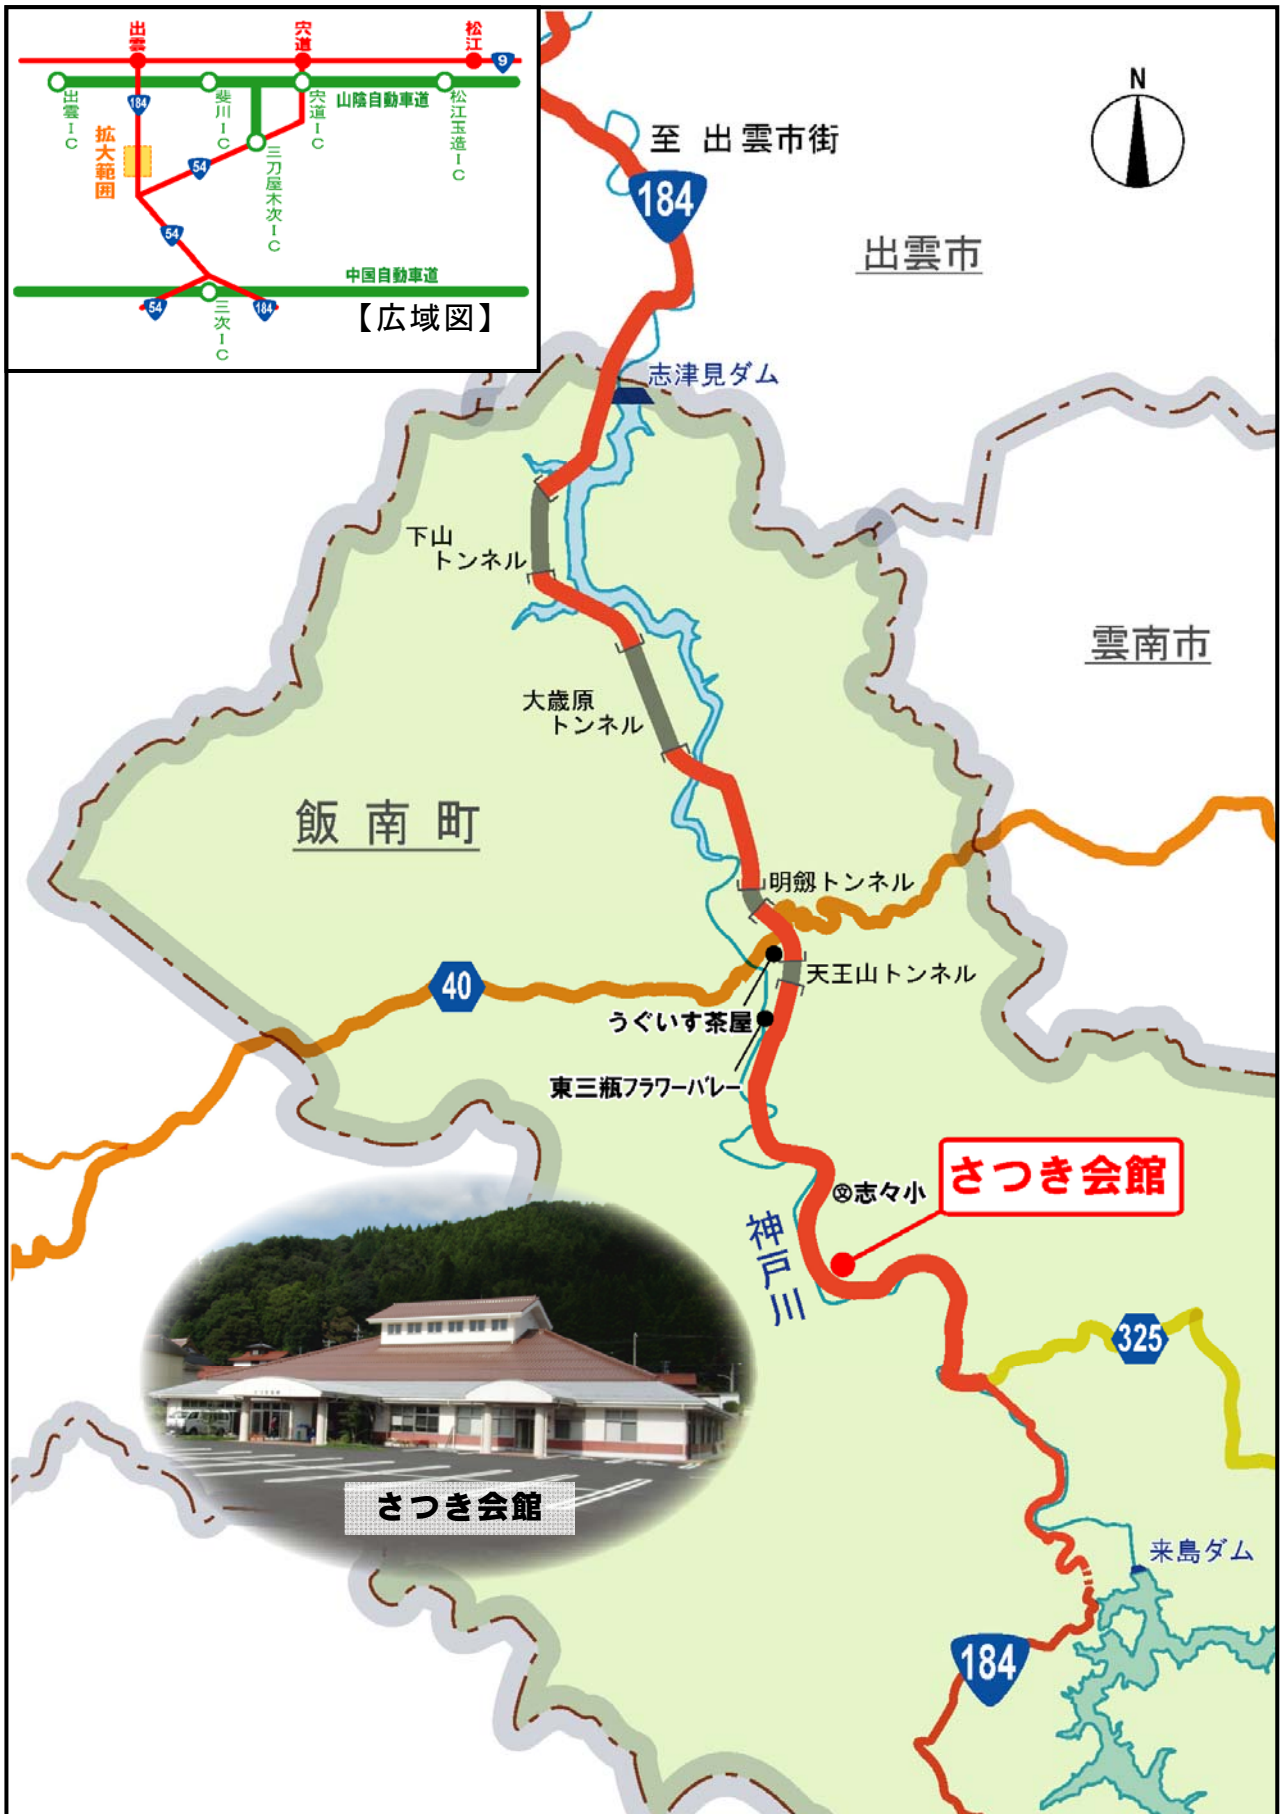 出雲
宍道
松江
9
出雲IC
184
斐川IC
宍道IC
山陰自動車道
松江玉造IC
拡大範囲
54
三刀屋木次IC
54
中国自動車道
54
三次IC
184
【広域図】
N
至 出雲市街
184
出雲市
志津見ダム
下山
トンネル
雲南市
大歳原
トンネル
飯南町
明劔トンネル
天王山トンネル
40
うぐいす茶屋
東三瓶フラワーバレー
さつき会館
文志々小
神戸川
325
さつき会館
来島ダム
184